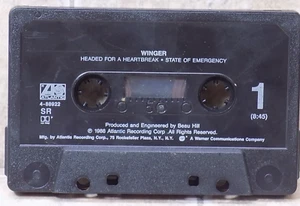 WINGER
HEADED FOR A HEARTBREAK • STATE OF EMERGENCY
ATLANTIC
4-88922
SR
1
(8:45)
Produced and Engineered by Beau Hill
℗ 1988 Atlantic Recording Corp. All Rights Reserved.
Mfg. by Atlantic Recording Corp., 75 Rockefeller Plaza, N.Y., N.Y. A Warner Communications Company